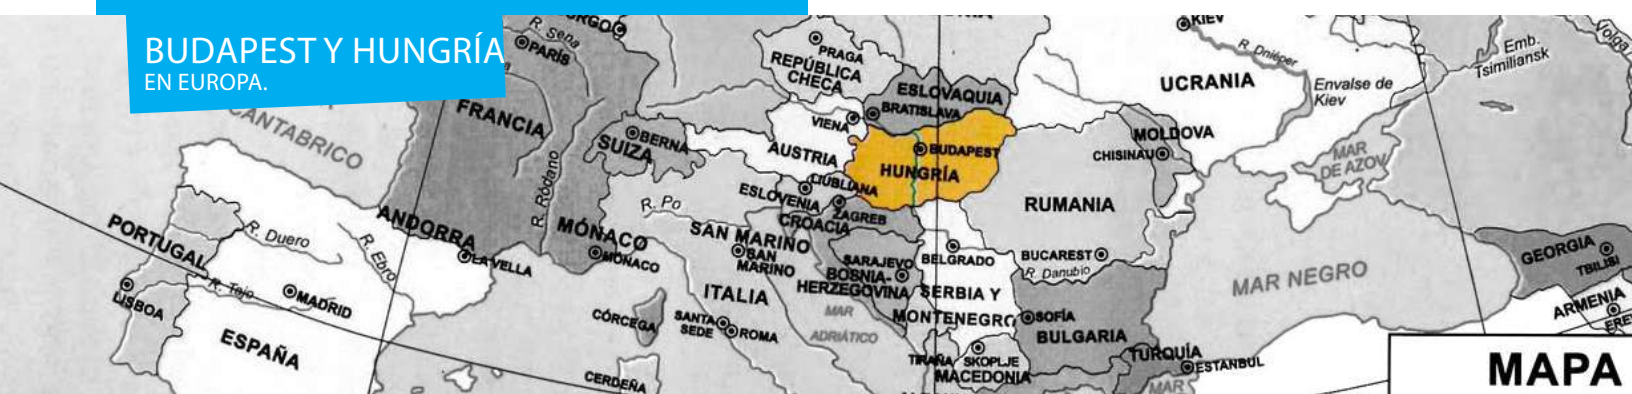 BUDAPEST Y HUNGRÍA
EN EUROPA.
R. Sena
PARÍS
FRANCIA
CANTABRICO
PORTUGAL
LISBOA
R. Duero
R. Tajo
R. Ebro
MADRID
ESPAÑA
ANDORRA
LA VELLA
R. Ródano
BERNA
SUIZA
MÓNACO
MÓNACO
CÓRCEGA
CERDEÑA
R. Po
SAN MARINO
SAN
MARINO
ITALIA
SANTA
SEDE
ROMA
MAR
ADRIÁTICO
PRAGA
REPÚBLICA
CHECA
VIENA
AUSTRIA
ESLOVAQUIA
BRATISLAVA
BUDAPEST
HUNGRÍA
LIUBLIANA
ESLOVENIA
ZAGREB
CROACIA
SARAJEVO
BOSNIA-
HERZEGOVINA
BELGRADO
SERBIA Y
MONTENEGRO
TIRANA
SKOPLJE
MACEDONIA
RUMANIA
BUCAREST
R. Danubio
SOFÍA
BULGARIA
TURQUÍA
ESTANBUL
MAR
KIEV
R. Dniéper
UCRANIA
Envalse de
Kiev
MOLDOVA
CHISINAU
MAR
DE AZOV
MAR NEGRO
Emb.
Tsimiliansk
Volga
GEORGIA
TBILISI
ARMENIA
MAPA